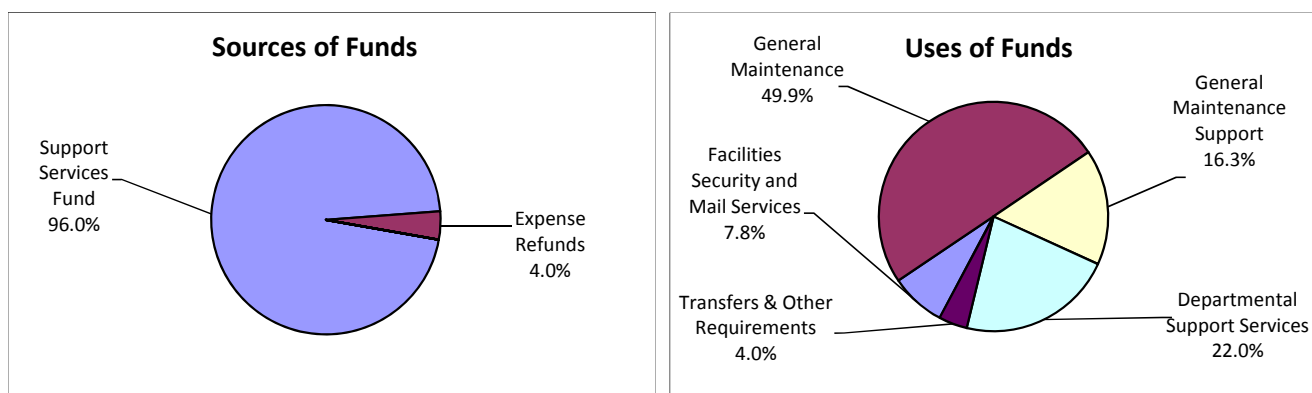 Sources of Funds
Support
Services
Fund
96.0%
Expense
Refunds
4.0%
Uses of Funds
General
Maintenance
49.9%
General
Maintenance
Support
16.3%
Facilities
Security and
Mail Services
7.8%
Transfers & Other
Requirements
4.0%
Departmental
Support Services
22.0%